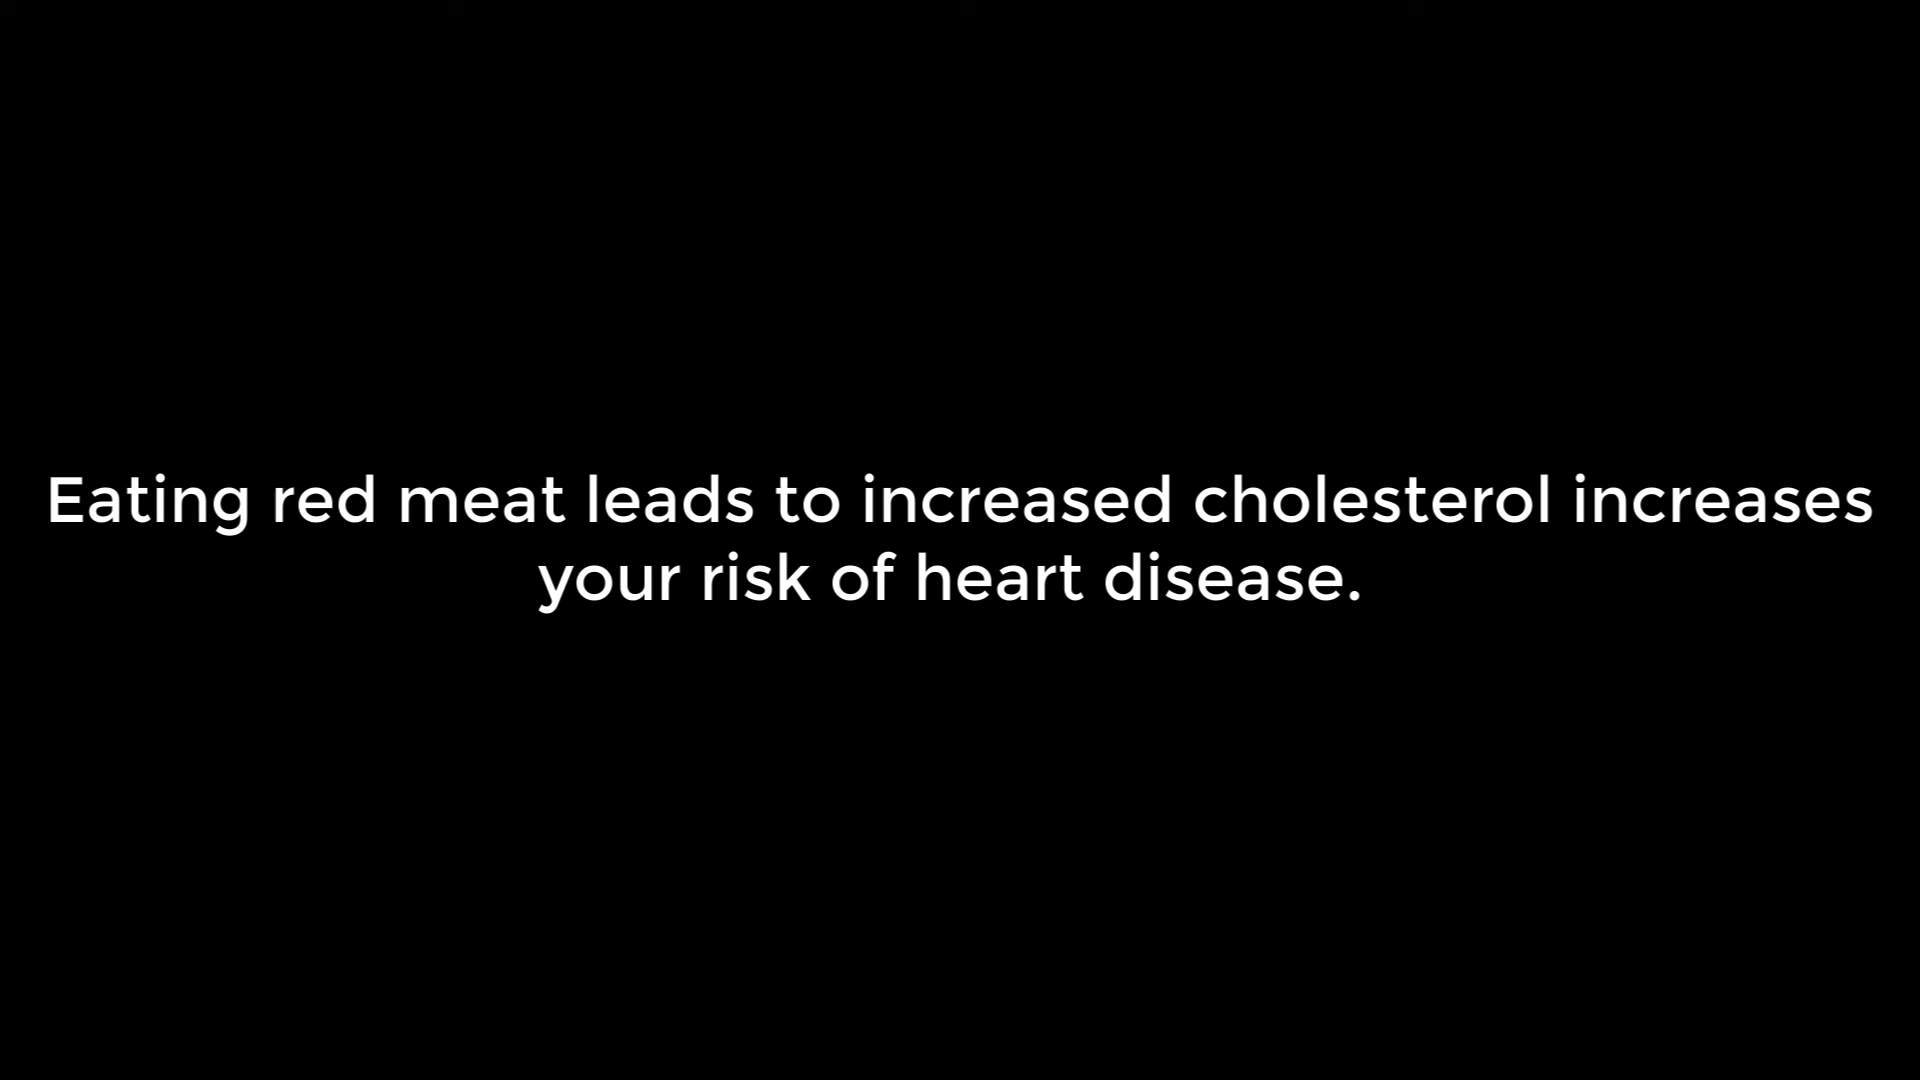 Eating red meat leads to increased cholesterol increases
your risk of heart disease.